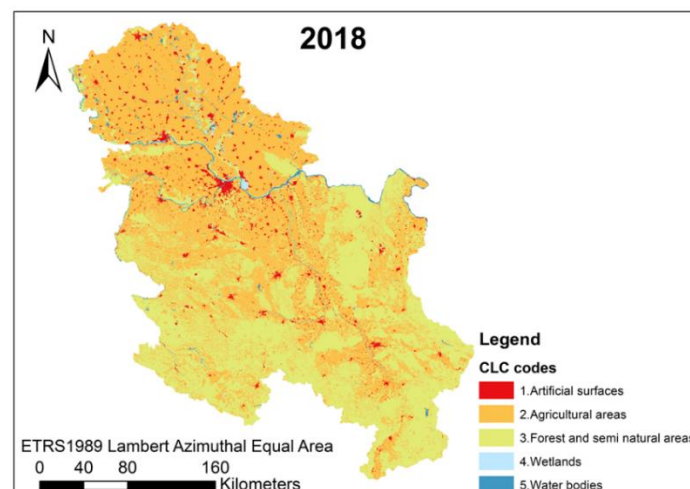 2018
N
Legend
CLC codes
1.Artificial surfaces
2.Agricultural areas
3.Forest and semi natural areas
4.Wetlands
5.Water bodies
ETRS1989 Lambert Azimuthal Equal Area
0 40 80 160
Kilometers